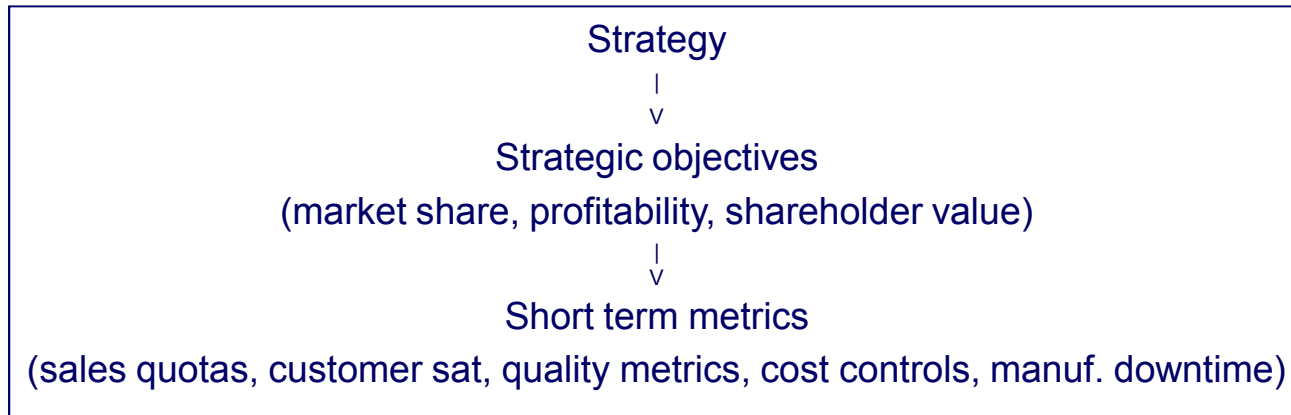 Strategy
|
V
Strategic objectives
(market share, profitability, shareholder value)
|
V
Short term metrics
(sales quotas, customer sat, quality metrics, cost controls, manuf. downtime)